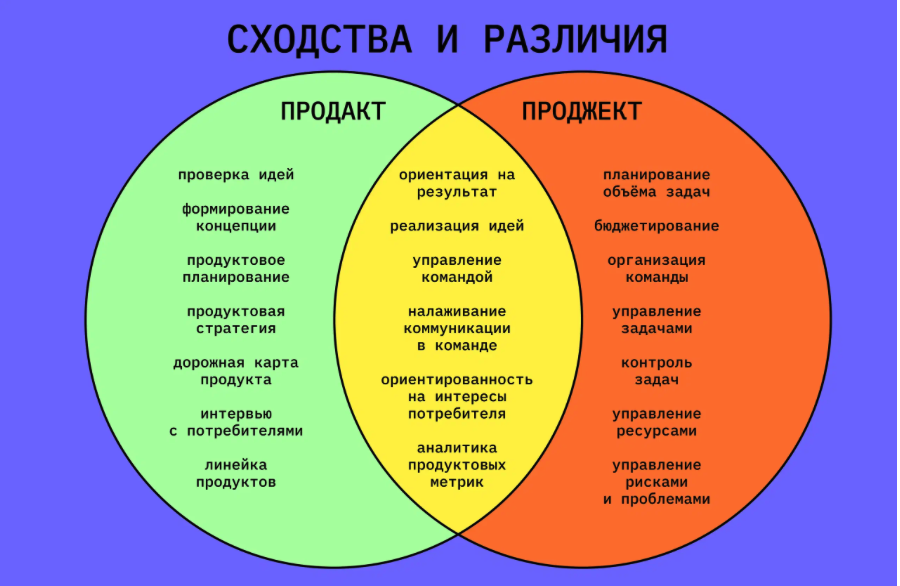 СХОДСТВА И РАЗЛИЧИЯ
ПРОДАКТ
проверка идей
формирование
концепции
продуктовое
планирование
продуктовая
стратегия
дорожная карта
продукта
интервью
с потребителями
линейка
продуктов
ориентация на
результат
реализация идей
управление
командой
налаживание
коммуникации
в команде
ориентированность
на интересы
потребителя
аналитика
продуктовых
метрик
ПРОДЖЕКТ
планирование
объёма задач
бюджетирование
организация
команды
управление
задачами
контроль
задач
управление
ресурсами
управление
рисками
и проблемами